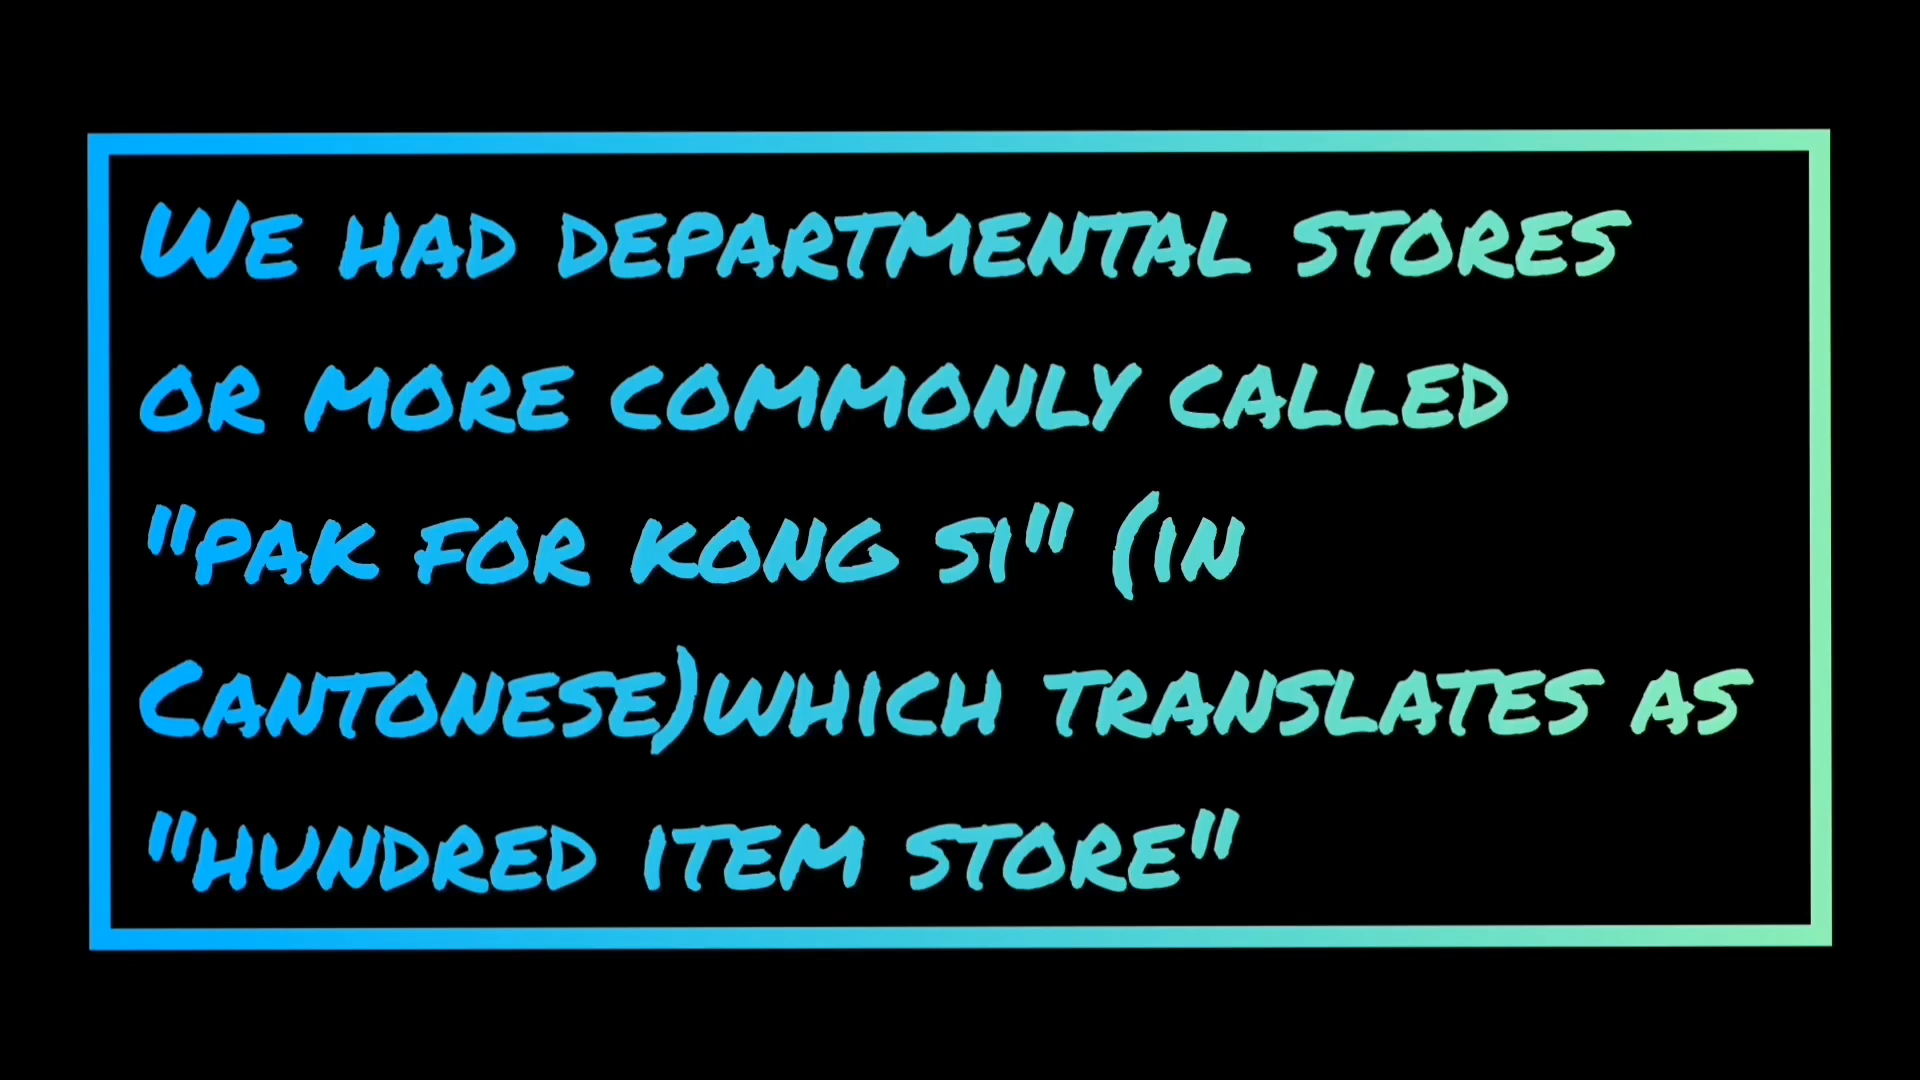 We had departmental stores
or more commonly called
"pak for kong si" (in
Cantonese)which translates as
"hundred item store"